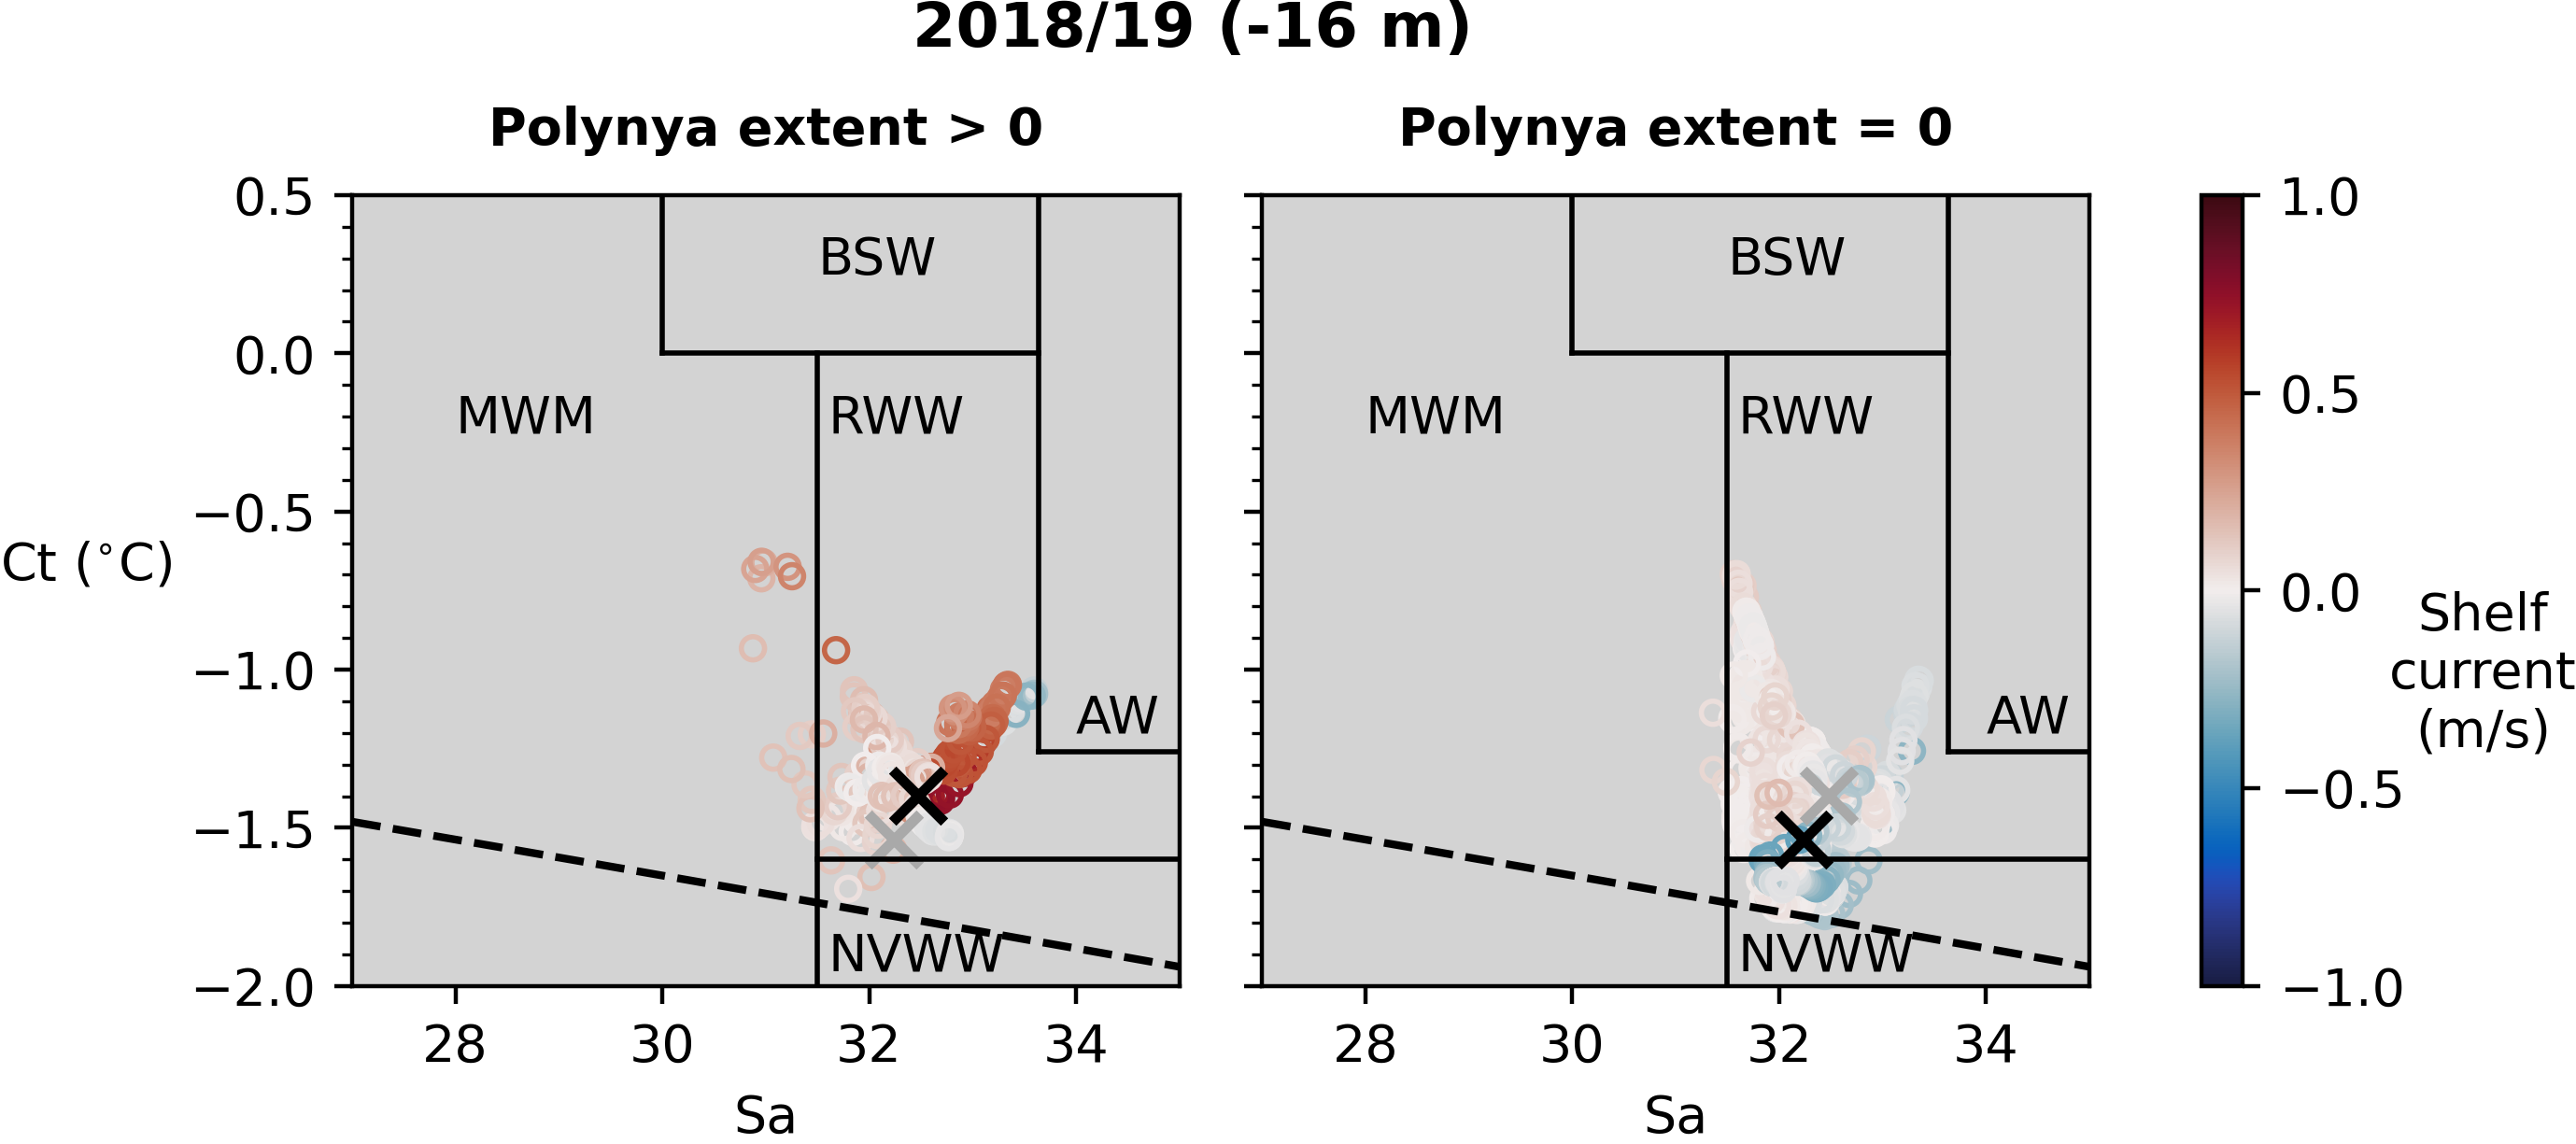 2018/19 (-16 m)
Polynya extent > 0
Polynya extent = 0
0.5
0.0
−0.5
−1.0
−1.5
−2.0
Ct (°C)
BSW
MWM
RWW
AW
NVWW
28
30
32
34
Sa
BSW
MWM
RWW
AW
NVWW
28
30
32
34
Sa
1.0
0.5
0.0
−0.5
−1.0
Shelf
current
(m/s)